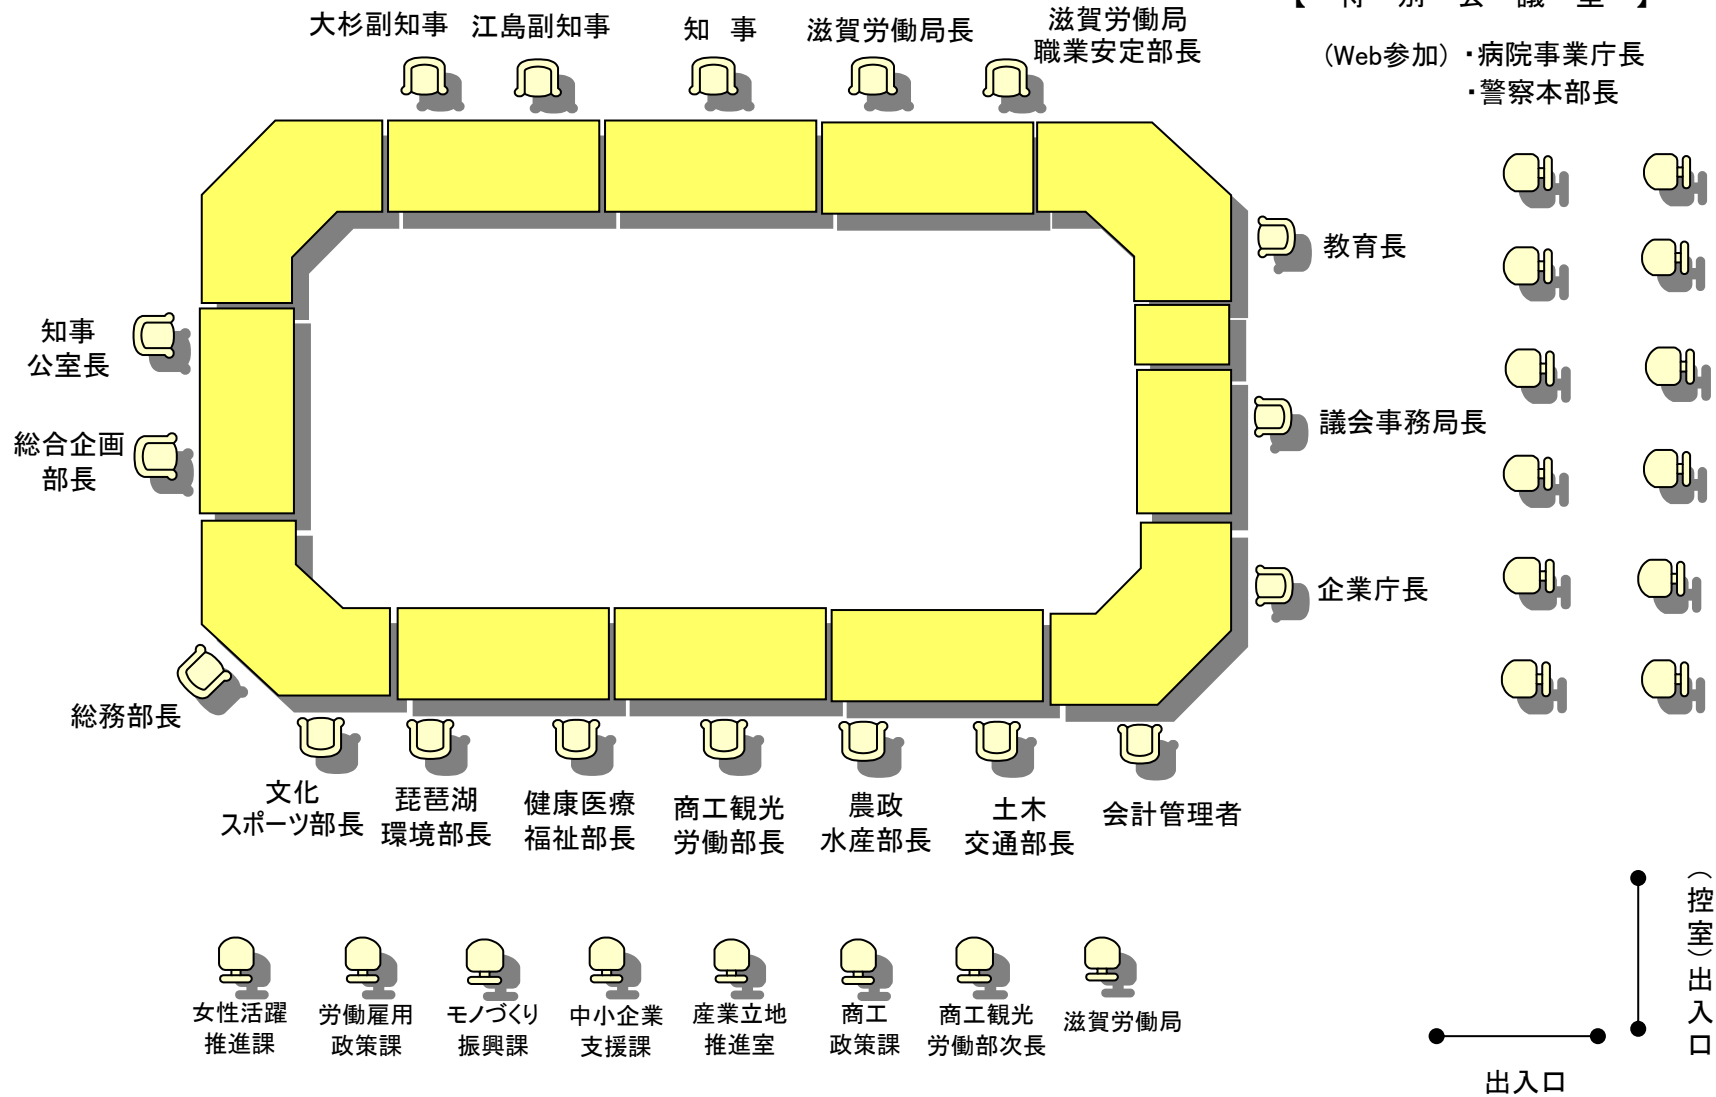 【　特　別　会　議　室　】
大杉副知事
江島副知事
知　事
滋賀労働局長
滋賀労働局
職業安定部長
(Web参加) ・病院事業庁長
・警察本部長
教育長
知事
公室長
議会事務局長
総合企画
部長
企業庁長
総務部長
文化
スポーツ部長
琵琶湖
環境部長
健康医療
福祉部長
商工観光
労働部長
農政
水産部長
土木
交通部長
会計管理者
女性活躍
推進課
労働雇用
政策課
モノづくり
振興課
中小企業
支援課
産業立地
推進室
商工
政策課
商工観光
労働部次長
滋賀労働局
（控室）出入口
出入口